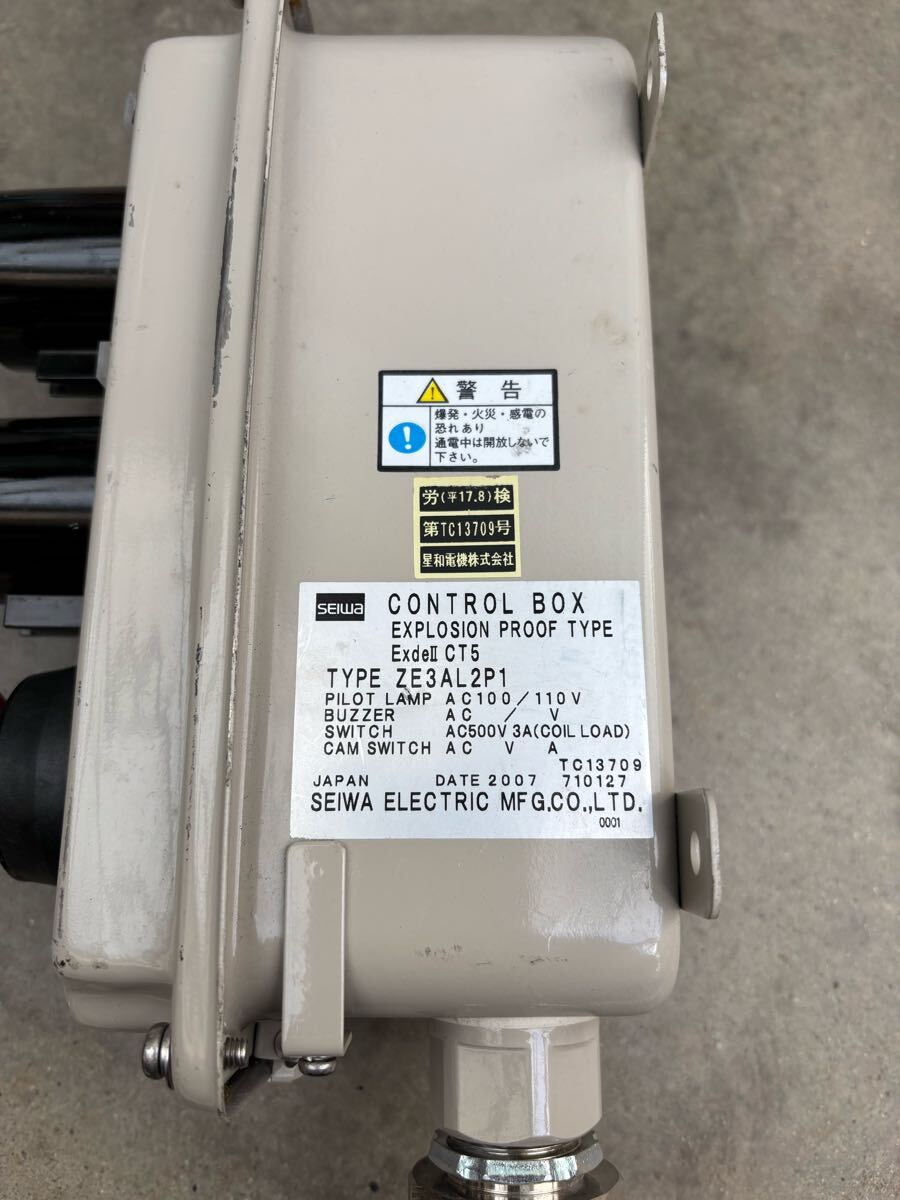 警告
爆発・火災・感電の
恐れあり
通電中は開放しないで
下さい。
労(平17.8)検
第TC13709号
星和電機株式会社
SEIWA CONTROL BOX
EXPLOSION PROOF TYPE
ExdeⅡCT5
TYPE ZE3AL2P1
PILOT LAMP AC100/110V
BUZZER AC / V
SWITCH AC500V 3A(COIL LOAD)
CAM SWITCH AC V A
TC13709
JAPAN DATE 2007 710127
SEIWA ELECTRIC MFG.CO.,LTD.
0001